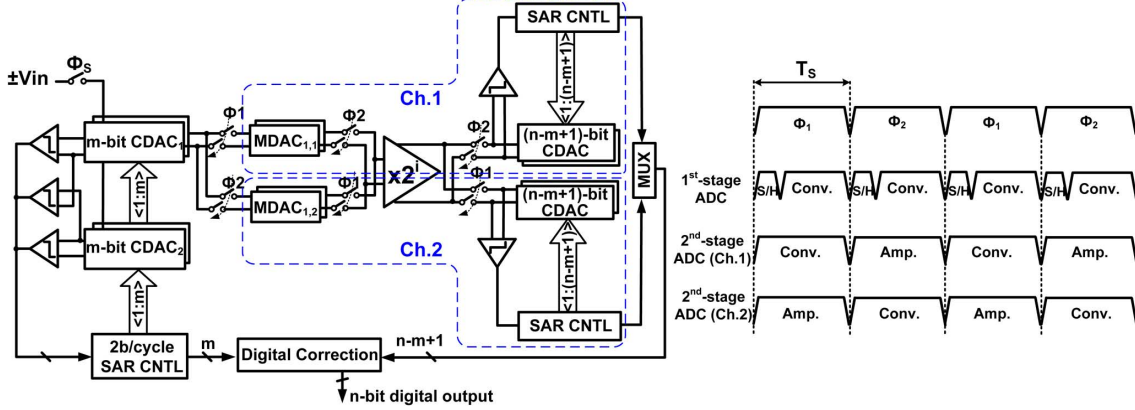 SAR CNTL
ΦS
±Vin
Ch.1
<1:(n-m+1)>
Φ1
Φ2
m-bit CDAC1
MDAC1,1
Φ2
(n-m+1)-bit
CDAC
x2^i
MUX
Φ2
Φ1
Φ1
<1:m>
MDAC1,2
(n-m+1)-bit
CDAC
m-bit CDAC2
Ch.2
<1:(n-m+1)>
<1:m>
SAR CNTL
2b/cycle
SAR CNTL
m
Digital Correction
n-m+1
n-bit digital output
TS
Φ1
Φ2
Φ1
Φ2
1st-stage
ADC
S/H
Conv.
S/H
Conv.
S/H
Conv.
S/H
Conv.
2nd-stage
ADC (Ch.1)
Conv.
Amp.
Conv.
Amp.
2nd-stage
ADC (Ch.2)
Amp.
Conv.
Amp.
Conv.